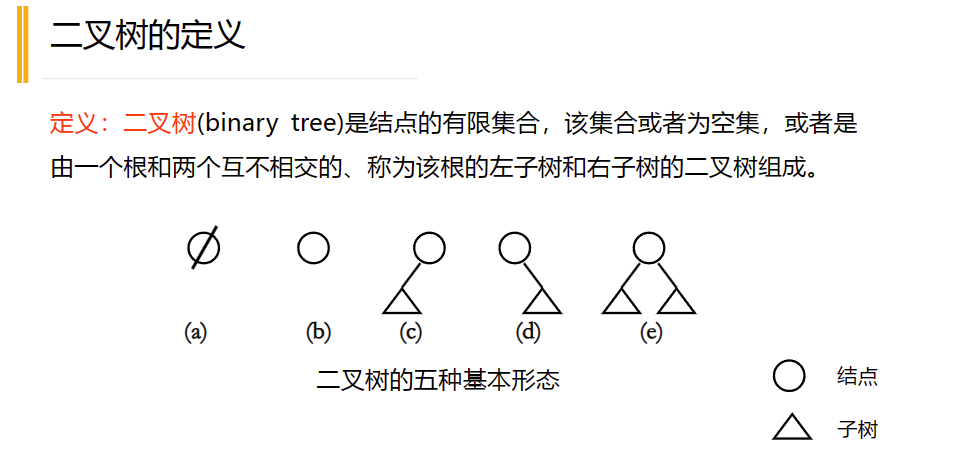 二叉树的定义
定义：二叉树(binary tree)是结点的有限集合，该集合或者为空集，或者是
由一个根和两个互不相交的、称为该根的左子树和右子树的二叉树组成。
(a) (b) (c) (d) (e)
二叉树的五种基本形态
结点
子树